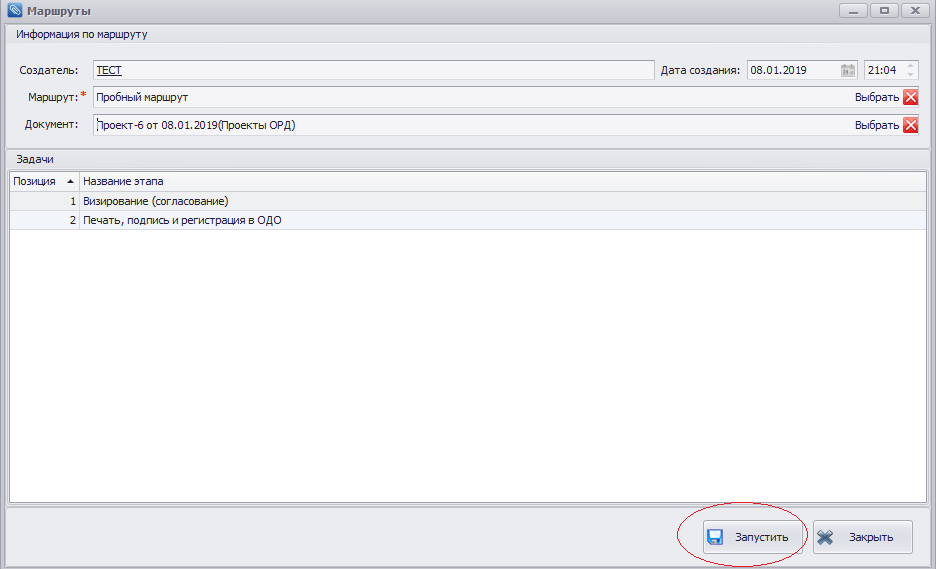 Маршруты
Информация по маршруту
Создатель: ТЕСТ Дата создания: 08.01.2019 21:04
Маршрут:* Пробный маршрут Выбрать
Документ: Проект-6 от 08.01.2019(Проекты ОРД) Выбрать
Задачи
Позиция Название этапа
1 Визирование (согласование)
2 Печать, подпись и регистрация в ОДО
Запустить Закрыть